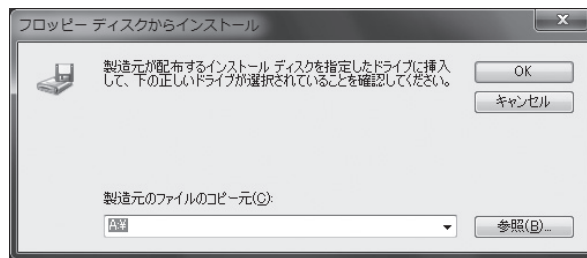 フロッピー ディスクからインストール
製造元が配布するインストール ディスクを指定したドライブに挿入
して、下の正しいドライブが選択されていることを確認してください。
OK
キャンセル
製造元のファイルのコピー元(C):
A:¥
参照(B)...